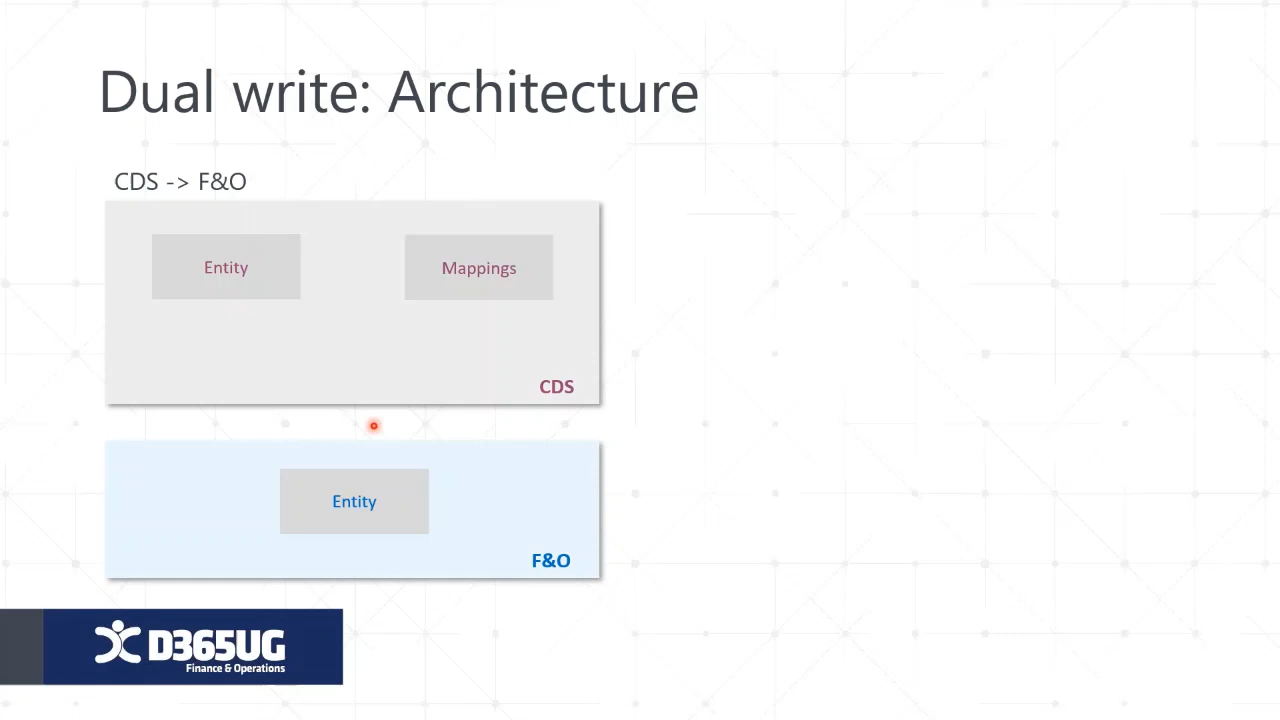 Dual write: Architecture
CDS -> F&O
Entity
Mappings
CDS
Entity
F&O
D365UG
Finance & Operations